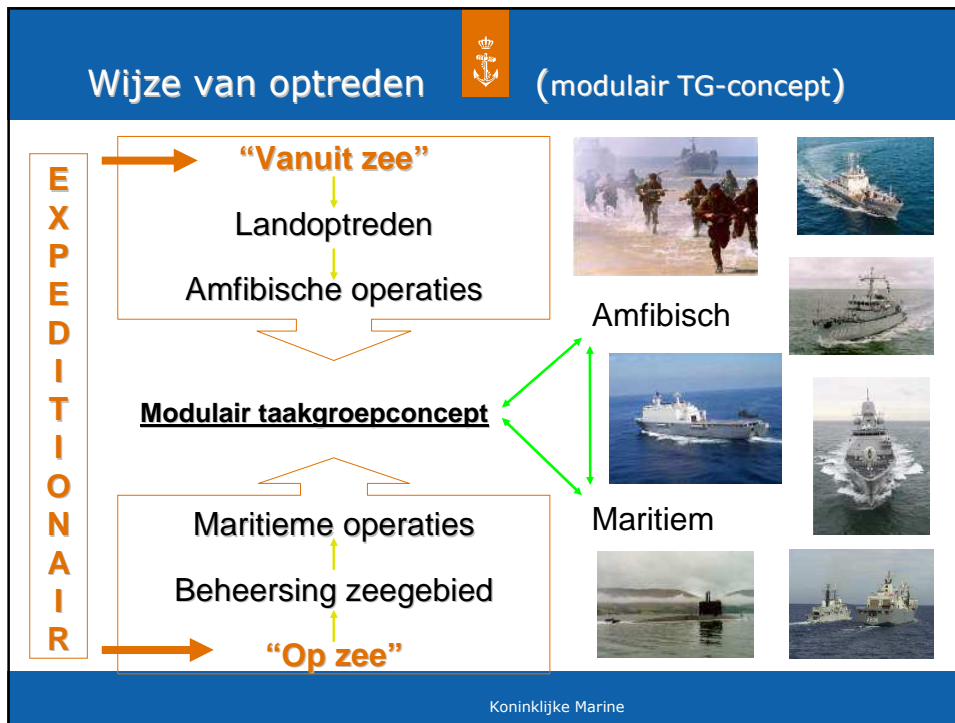 Wijze van optreden (modulair TG-concept)
EXPEDITIONAIR
“Vanuit zee”
Landoptreden
Amfibische operaties
Modulair taakgroepconcept
Maritieme operaties
Beheersing zeegebied
“Op zee”
Amfibisch
Maritiem
Koninklijke Marine